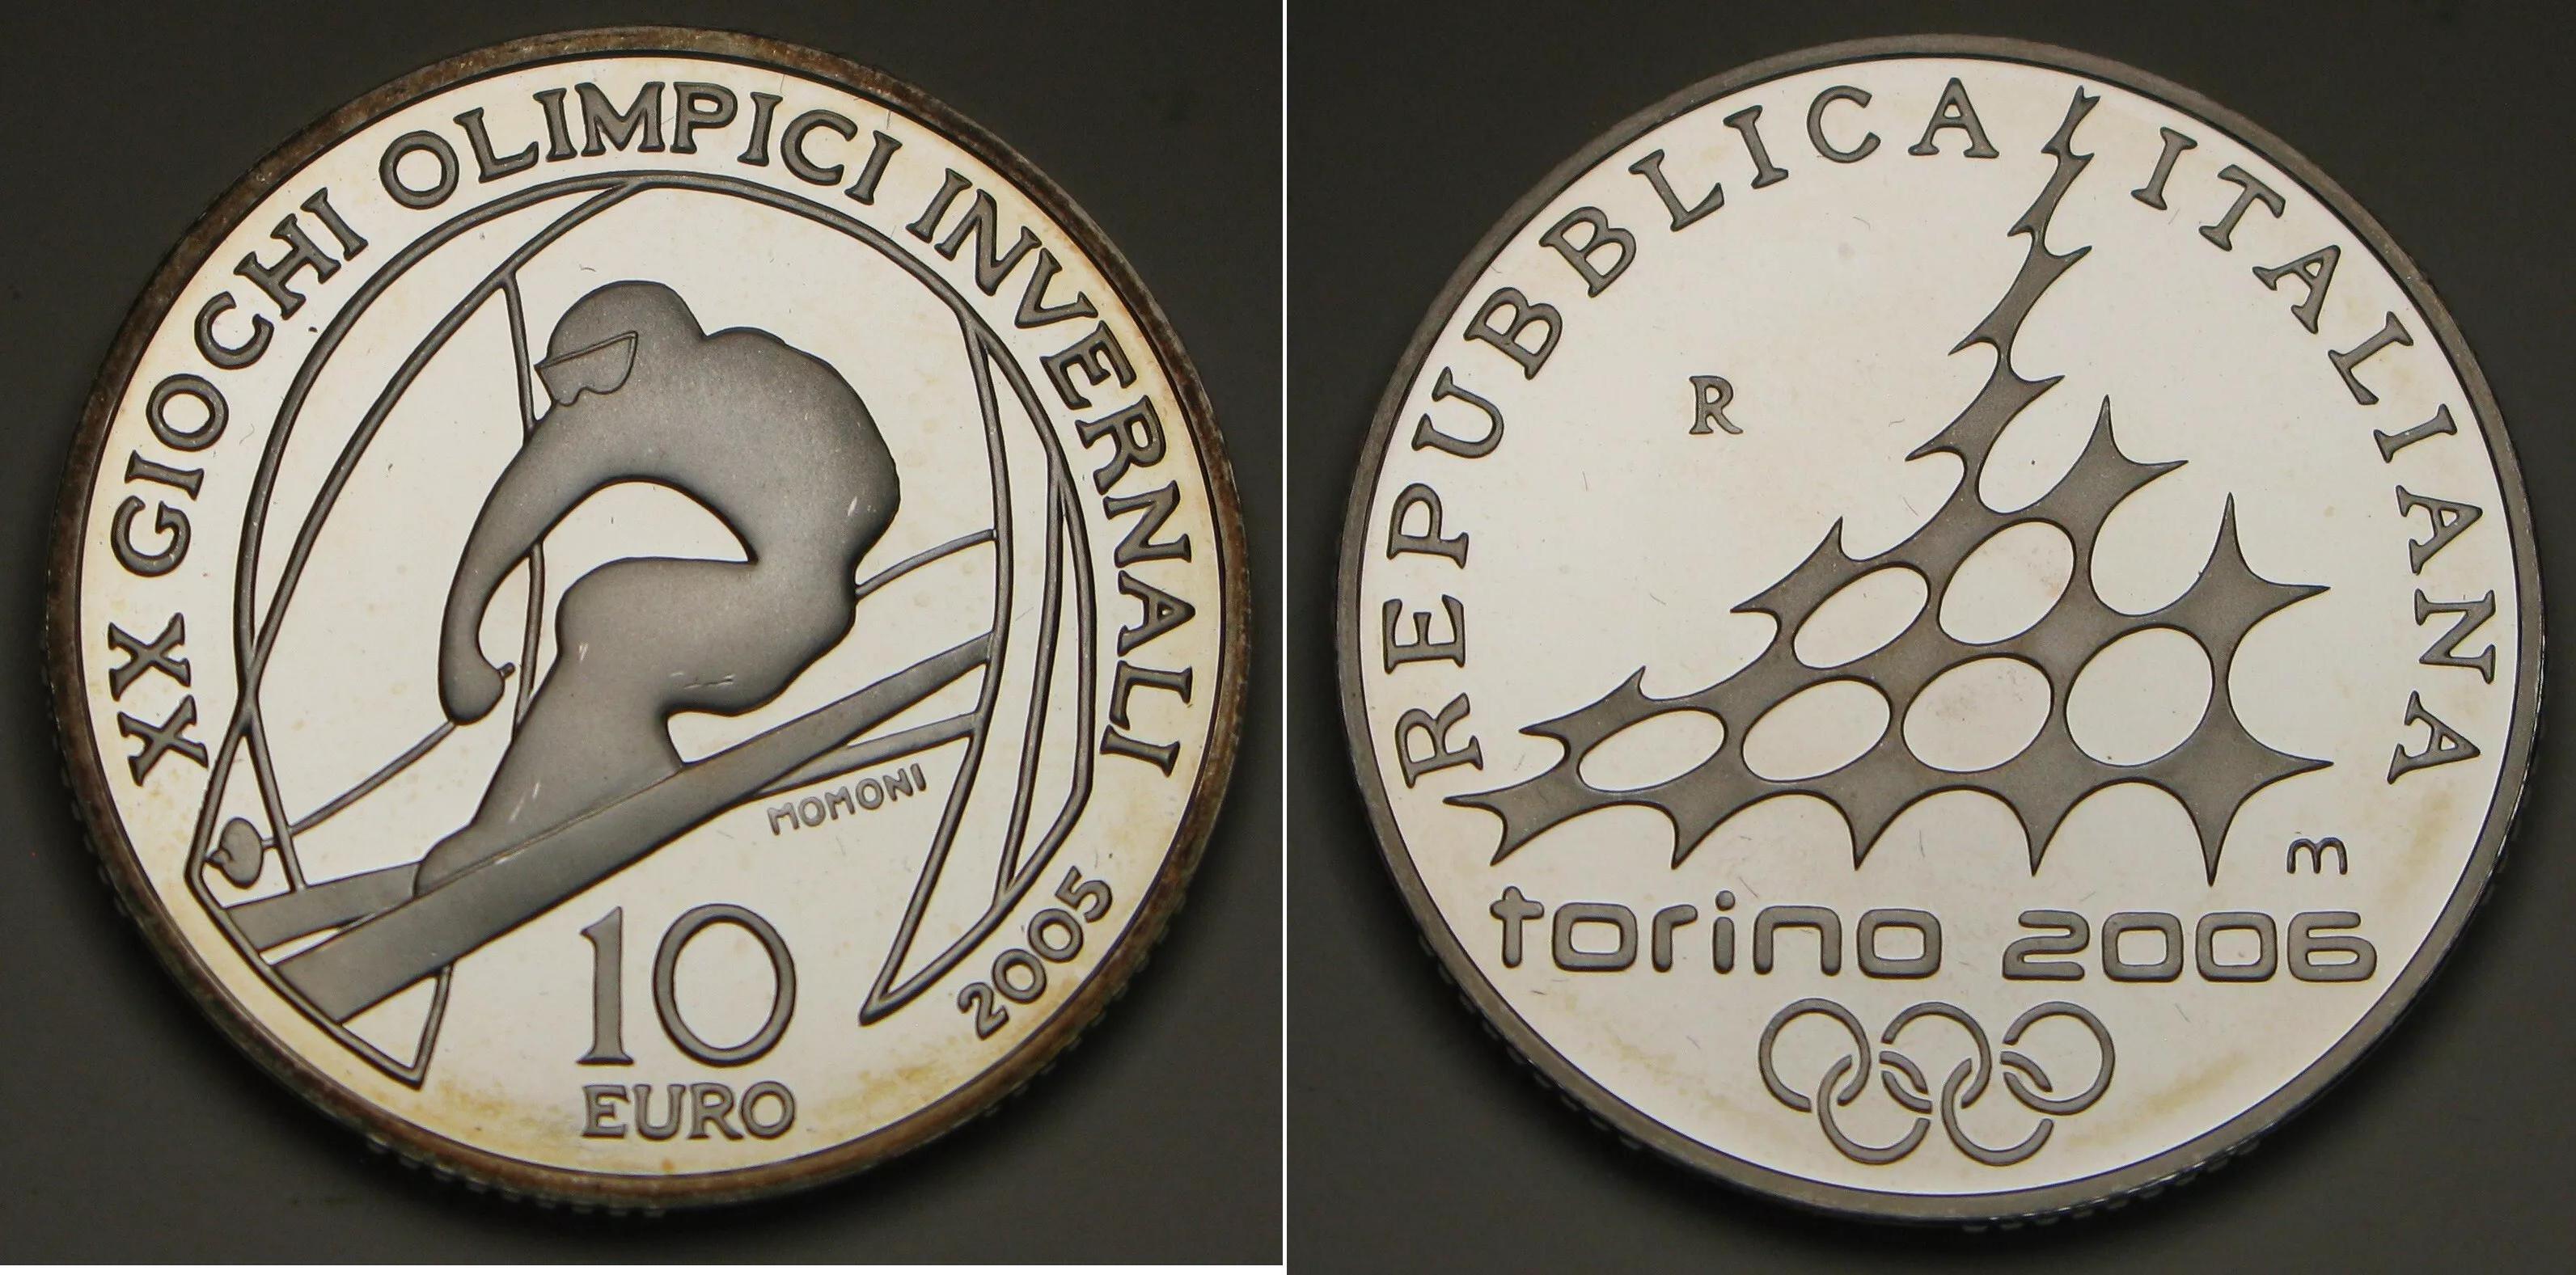 XX GIOCHI OLIMPICI INVERNALI
MOMONI
2005
10
EURO
REPUBBLICA ITALIANA
R
m
torino 2006